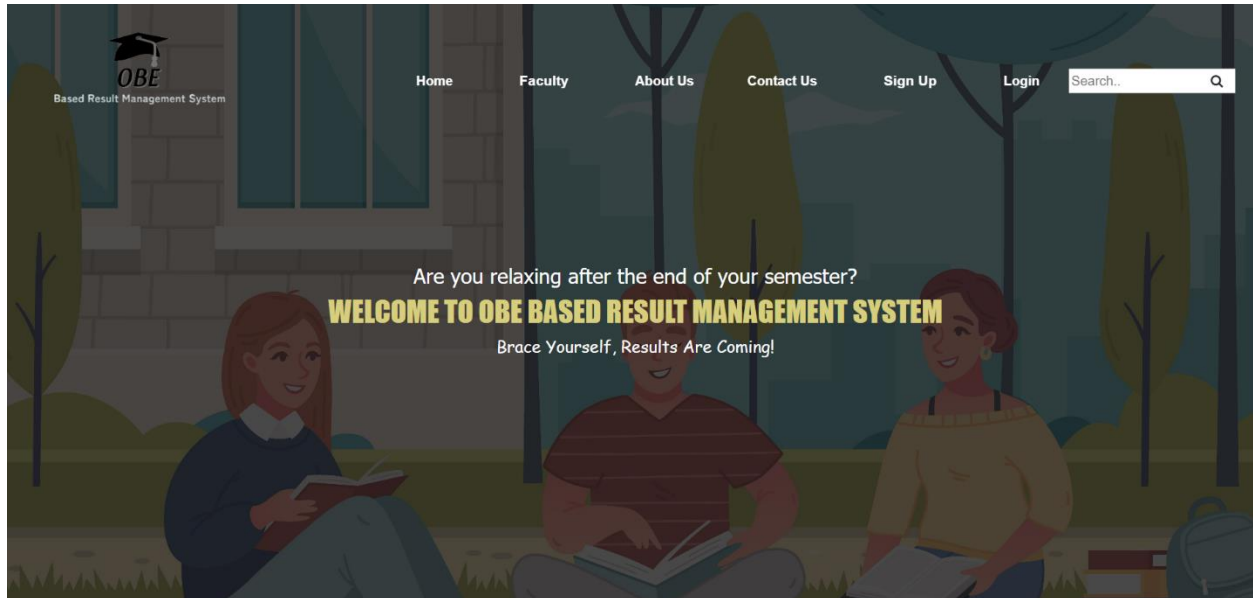 OBE
Based Result Management System
Home Faculty About Us Contact Us Sign Up Login Search..
Are you relaxing after the end of your semester?
WELCOME TO OBE BASED RESULT MANAGEMENT SYSTEM
Brace Yourself, Results Are Coming!